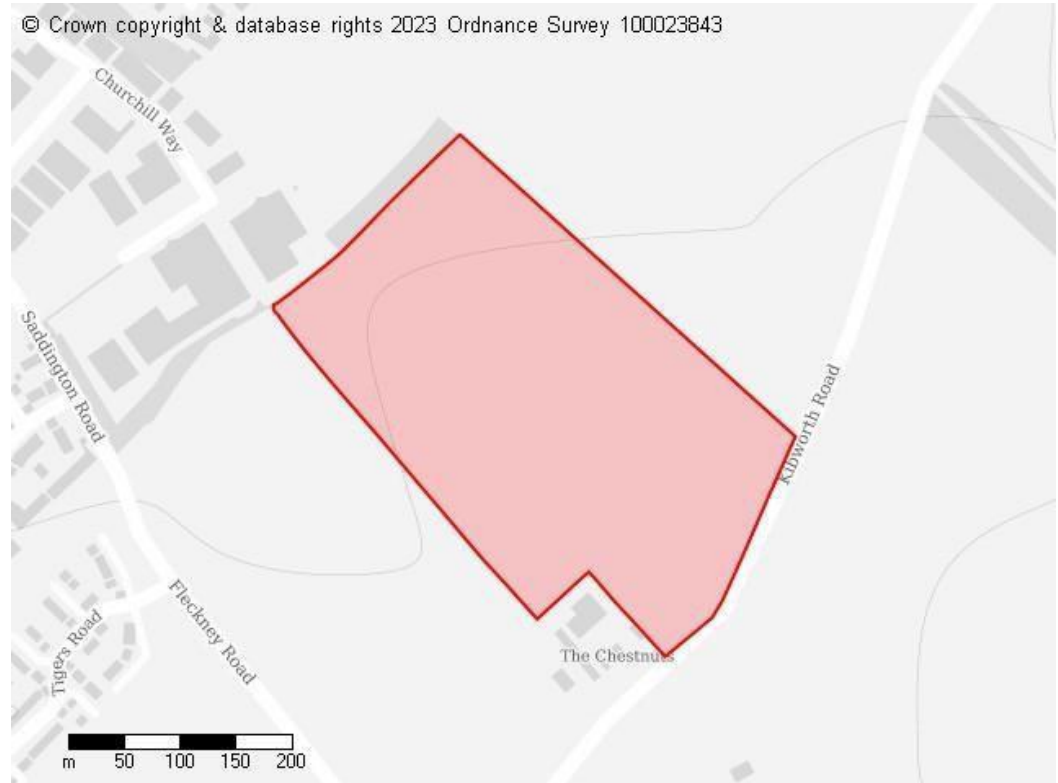 © Crown copyright & database rights 2023 Ordnance Survey 100023843
Churchill Way
Saddington Road
Kibworth Road
Fleckney Road
Tigers Road
The Chestnuts
m 50 100 150 200